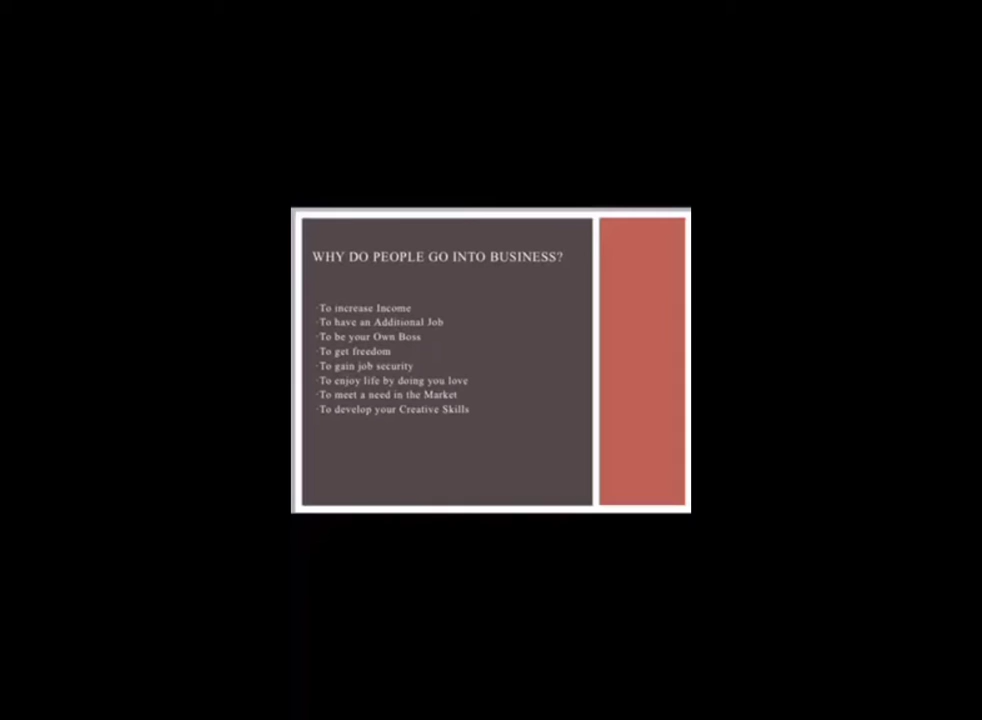 WHY DO PEOPLE GO INTO BUSINESS?
·To increase Income
·To have an Additional Job
·To be your Own Boss
·To get freedom
·To gain job security
·To enjoy life by doing you love
·To meet a need in the Market
·To develop your Creative Skills